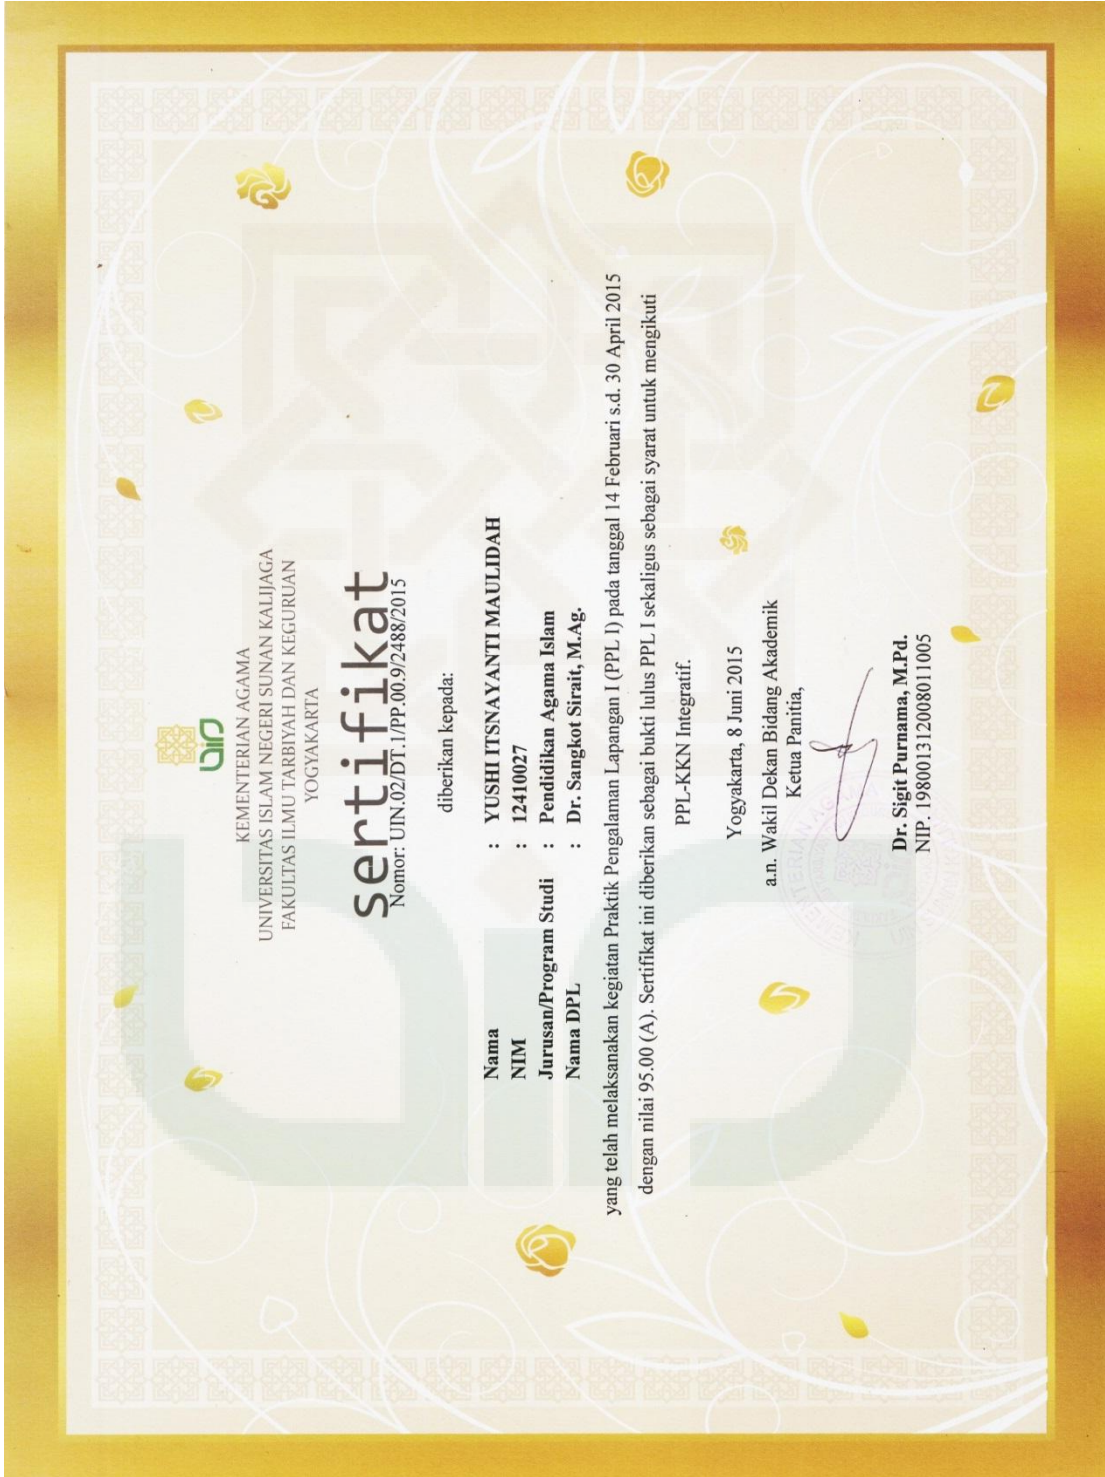 uin
KEMENTERIAN AGAMA
UNIVERSITAS ISLAM NEGERI SUNAN KALIJAGA
FAKULTAS ILMU TARBIYAH DAN KEGURUAN
YOGYAKARTA
sertifikat
Nomor: UIN.02/DT.1/PP.00.9/2488/2015
diberikan kepada:
Nama : YUSHI ITSNAYANTI MAULIDAH
NIM : 12410027
Jurusan/Program Studi : Pendidikan Agama Islam
Nama DPL : Dr. Sangkot Sirait, M.Ag.
yang telah melaksanakan kegiatan Praktik Pengalaman Lapangan I (PPL I) pada tanggal 14 Februari s.d. 30 April 2015
dengan nilai 95.00 (A). Sertifikat ini diberikan sebagai bukti lulus PPL I sekaligus sebagai syarat untuk mengikuti
PPL-KKN Integratif.
Yogyakarta, 8 Juni 2015
a.n. Wakil Dekan Bidang Akademik
Ketua Panitia,
Dr. Sigit Purnama, M.Pd.
NIP. 19800131200801​1005